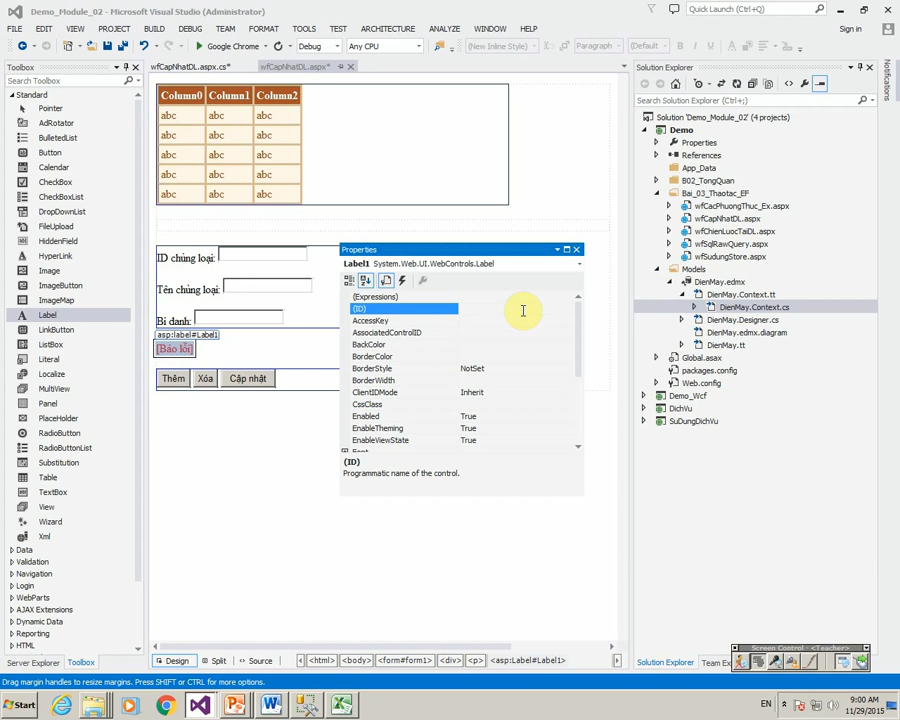 Demo_Module_02 - Microsoft Visual Studio (Administrator)
Quick Launch (Ctrl+;)
FILE EDIT VIEW PROJECT BUILD DEBUG TEAM FORMAT TOOLS TEST ARCHITECTURE ANALYZE WINDOW HELP
Sign in
Google Chrome Debug Any CPU (New Inline Style) Paragraph (Default) B I U
Toolbox
Search Toolbox
Standard
Pointer
AdRotator
BulletedList
Button
Calendar
CheckBox
CheckBoxList
DropDownList
FileUpload
HiddenField
HyperLink
Image
ImageButton
ImageMap
Label
LinkButton
ListBox
Literal
Localize
MultiView
Panel
PlaceHolder
RadioButton
RadioButtonList
Substitution
Table
TextBox
View
Wizard
Xml
Data
Validation
Navigation
Login
WebParts
AJAX Extensions
Dynamic Data
Reporting
HTML
Server Explorer Toolbox
wfCapNhatDL.aspx.cs* wfCapNhatDL.aspx*
Column0 Column1 Column2
abc abc abc
abc abc abc
abc abc abc
abc abc abc
abc abc abc
ID chủng loại:
Tên chủng loại:
Bí danh:
asp:label#Label1
[Báo lỗi]
Thêm Xóa Cập nhật
Properties
Label1 System.Web.UI.WebControls.Label
(Expressions)
(ID)
AccessKey
AssociatedControlID
BackColor
BorderColor
BorderStyle NotSet
BorderWidth
ClientIDMode Inherit
CssClass
Enabled True
EnableTheming True
EnableViewState True
Font
(ID)
Programmatic name of the control.
Design Split Source <html> <body> <form#form1> <div> <p> <asp:Label#Label1>
Solution Explorer
Search Solution Explorer (Ctrl+;)
Solution 'Demo_Module_02' (4 projects)
Demo
Properties
References
App_Data
B02_TongQuan
Bai_03_Thaotac_EF
wfCacPhuongThuc_Ex.aspx
wfCapNhatDL.aspx
wfChienLuocTaiDL.aspx
wfSqlRawQuery.aspx
wfSudungStore.aspx
Models
DienMay.edmx
DienMay.Context.tt
DienMay.Context.cs
DienMay.Designer.cs
DienMay.edmx.diagram
DienMay.tt
Global.asax
packages.config
Web.config
Demo_Wcf
DichVu
SuDungDichVu
Notifications
Screen Control - <Teacher>
Solution Explorer Team Ex
Drag margin handles to resize margins. Press SHIFT or CTRL for more options.
Start
EN
9:00 AM
11/29/2015